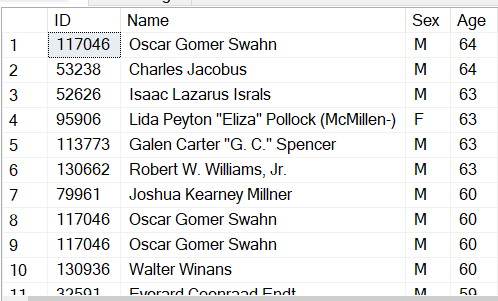 ID Name Sex Age
1 117046 Oscar Gomer Swahn M 64
2 53238 Charles Jacobus M 64
3 52626 Isaac Lazarus Israls M 63
4 95906 Lida Peyton "Eliza" Pollock (McMillen-) F 63
5 113773 Galen Carter "G. C." Spencer M 63
6 130662 Robert W. Williams, Jr. M 63
7 79961 Joshua Kearney Millner M 60
8 117046 Oscar Gomer Swahn M 60
9 117046 Oscar Gomer Swahn M 60
10 130936 Walter Winans M 60
11 32591 Everard Coonraad Endt M 59